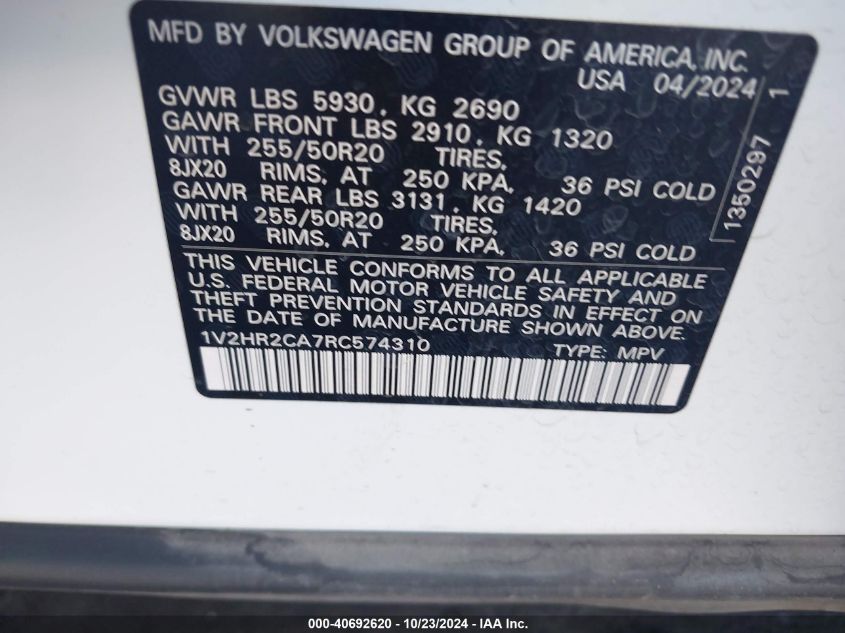 MFD BY VOLKSWAGEN GROUP OF AMERICA, INC.
USA 04/2024
GVWR LBS 5930, KG 2690
GAWR FRONT LBS 2910, KG 1320
WITH 255/50R20 TIRES,
8JX20 RIMS, AT 250 KPA, 36 PSI COLD
GAWR REAR LBS 3131, KG 1420
WITH 255/50R20 TIRES,
8JX20 RIMS, AT 250 KPA, 36 PSI COLD
1350297 1
THIS VEHICLE CONFORMS TO ALL APPLICABLE
U.S. FEDERAL MOTOR VEHICLE SAFETY AND
THEFT PREVENTION STANDARDS IN EFFECT ON
THE DATE OF MANUFACTURE SHOWN ABOVE.
1V2HR2CA7RC574310 TYPE: MPV
000-40692620 - 10/23/2024 - IAA Inc.